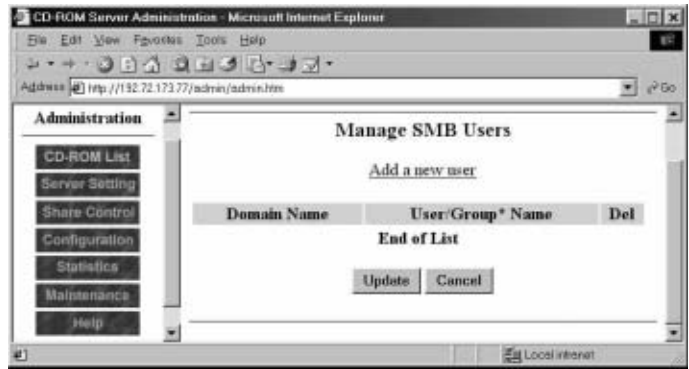 CD-ROM Server Administration - Microsoft Internet Explorer
File Edit View Favorites Tools Help
Address http://192.72.173.77/admin/admin.htm Go
Administration
CD-ROM List
Server Setting
Share Control
Configuration
Statistics
Maintenance
Help
Manage SMB Users
Add a new user
Domain Name User/Group* Name Del
End of List
Update Cancel
Local intranet